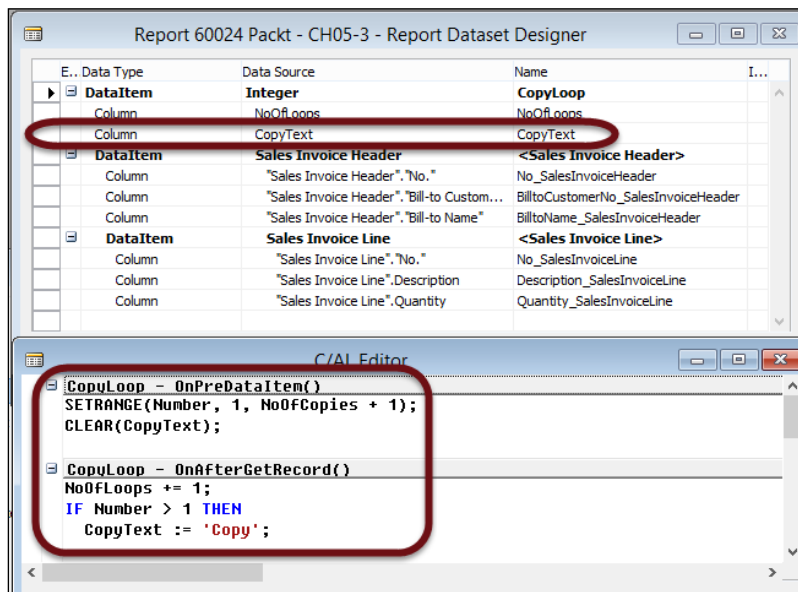 Report 60024 Packt - CH05-3 - Report Dataset Designer
E.. Data Type Data Source Name I...
DataItem Integer CopyLoop
Column NoOfLoops NoOfLoops
Column CopyText CopyText
DataItem Sales Invoice Header <Sales Invoice Header>
Column "Sales Invoice Header"."No." No_SalesInvoiceHeader
Column "Sales Invoice Header"."Bill-to Custom... BilltoCustomerNo_SalesInvoiceHeader
Column "Sales Invoice Header"."Bill-to Name" BilltoName_SalesInvoiceHeader
DataItem Sales Invoice Line <Sales Invoice Line>
Column "Sales Invoice Line"."No." No_SalesInvoiceLine
Column "Sales Invoice Line".Description Description_SalesInvoiceLine
Column "Sales Invoice Line".Quantity Quantity_SalesInvoiceLine
C/AL Editor
CopyLoop - OnPreDataItem()
SETRANGE(Number, 1, NoOfCopies + 1);
CLEAR(CopyText);
CopyLoop - OnAfterGetRecord()
NoOfLoops += 1;
IF Number > 1 THEN
CopyText := 'Copy';